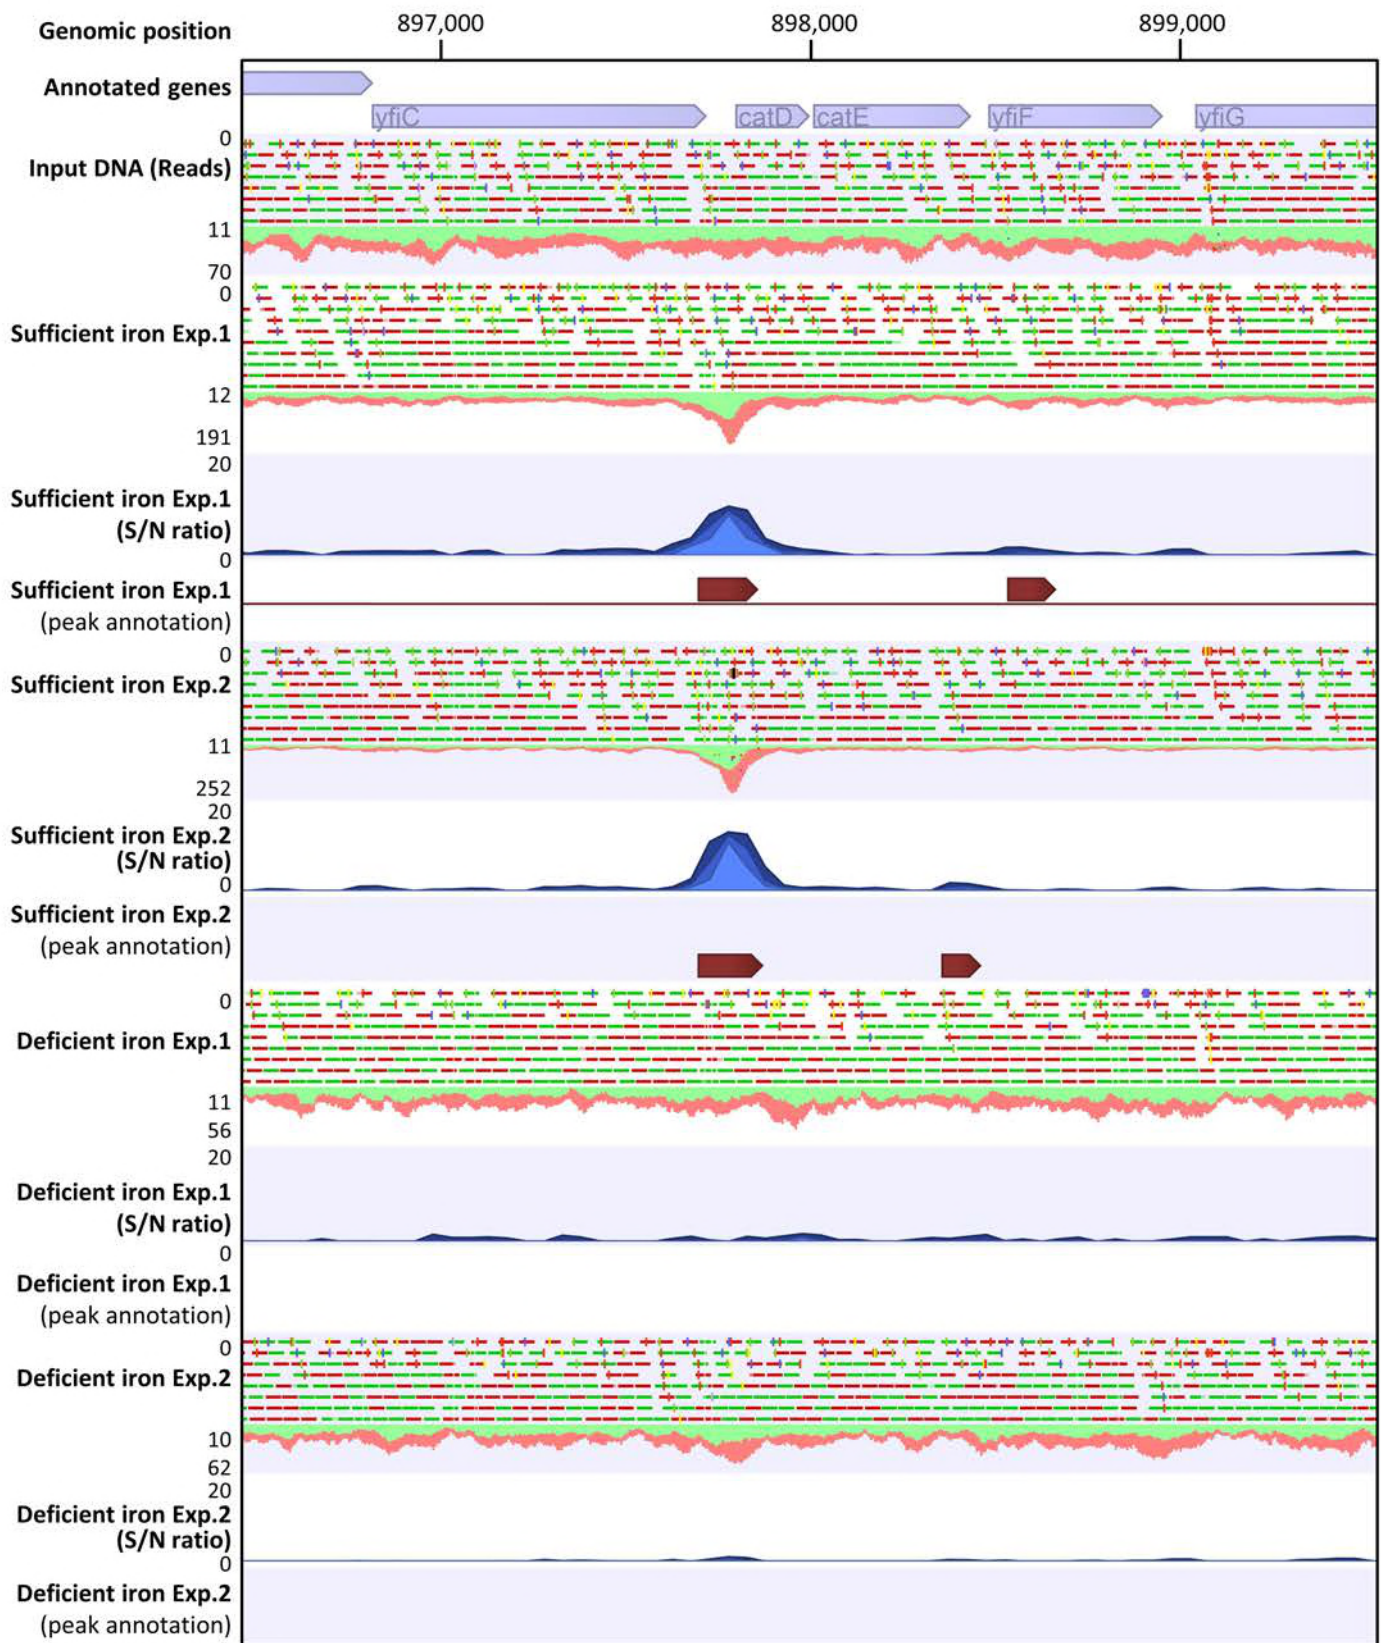 Genomic position 897,000 898,000 899,000
Annotated genes
yfiC catD catE yfiF yfiG
0
Input DNA (Reads)
11
70
0
Sufficient iron Exp.1
12
191
20
Sufficient iron Exp.1
(S/N ratio)
0
Sufficient iron Exp.1
(peak annotation)
0
Sufficient iron Exp.2
11
252
20
Sufficient iron Exp.2
(S/N ratio)
0
Sufficient iron Exp.2
(peak annotation)
0
Deficient iron Exp.1
11
56
20
Deficient iron Exp.1
(S/N ratio)
0
Deficient iron Exp.1
(peak annotation)
0
Deficient iron Exp.2
10
62
20
Deficient iron Exp.2
(S/N ratio)
0
Deficient iron Exp.2
(peak annotation)